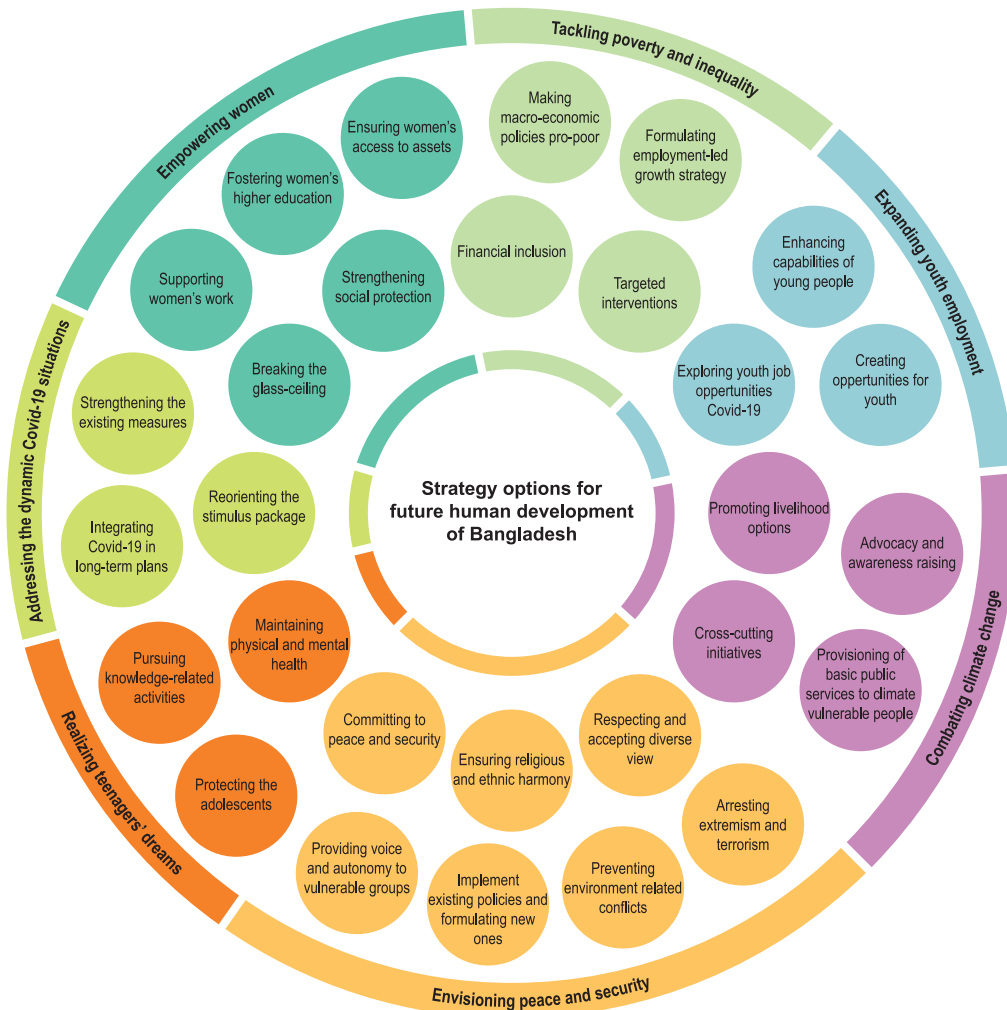 Strategy options for
future human development
of Bangladesh
Tackling poverty and inequality
Making
macro-economic
policies pro-poor
Formulating
employment-led
growth strategy
Financial inclusion
Targeted
interventions
Expanding youth employment
Enhancing
capabilities of
young people
Exploring youth job
opportunities
Covid-19
Creating
opportunities for
youth
Combating climate change
Promoting livelihood
options
Advocacy and
awareness raising
Cross-cutting
initiatives
Provisioning of
basic public
services to climate
vulnerable people
Envisioning peace and security
Committing to
peace and security
Ensuring religious
and ethnic harmony
Respecting and
accepting diverse
view
Arresting
extremism and
terrorism
Providing voice
and autonomy to
vulnerable groups
Implement
existing policies and
formulating new
ones
Preventing
environment related
conflicts
Realizing teenagers' dreams
Maintaining
physical and mental
health
Pursuing
knowledge-related
activities
Protecting the
adolescents
Addressing the dynamic Covid-19 situations
Strengthening the
existing measures
Reorienting the
stimulus package
Integrating
Covid-19 in
long-term plans
Empowering women
Ensuring women's
access to assets
Fostering women's
higher education
Supporting
women's work
Strengthening
social protection
Breaking the
glass-ceiling